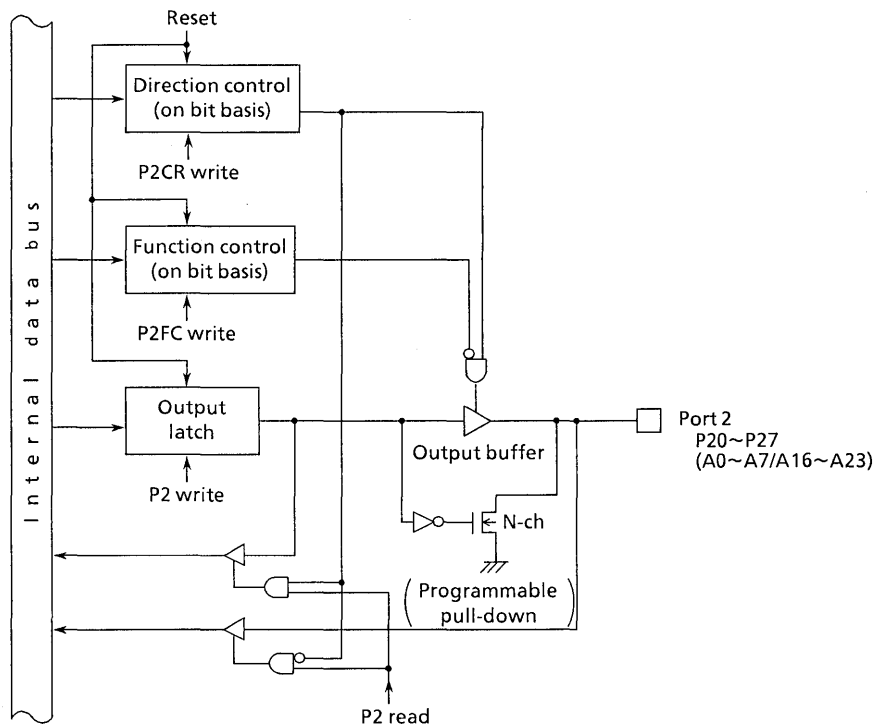 Reset
Direction control
(on bit basis)
P2CR write
Internal data bus
Function control
(on bit basis)
P2FC write
Output
latch
P2 write
Output buffer
Port 2
P20~P27
(A0~A7/A16~A23)
N-ch
(Programmable
pull-down)
P2 read